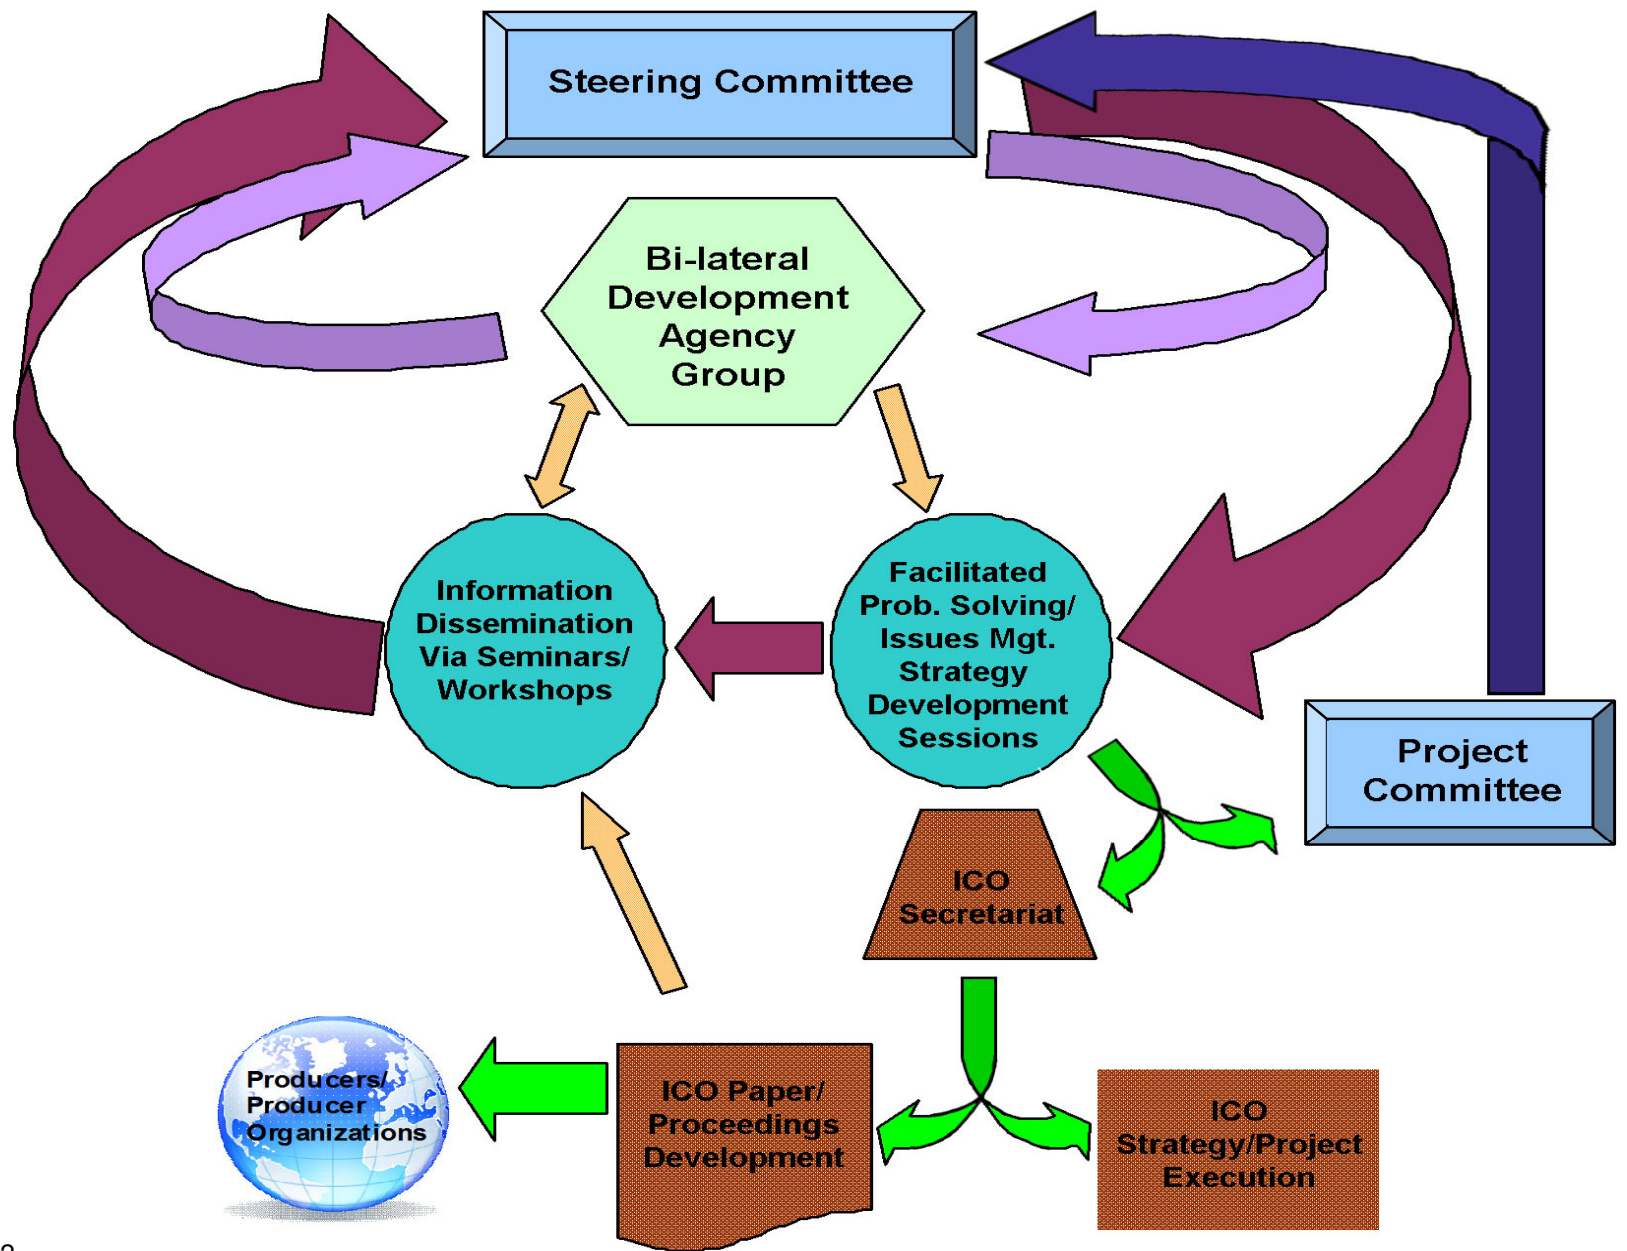 Steering Committee
Bi-lateral
Development
Agency
Group
Information
Dissemination
Via Seminars/
Workshops
Facilitated
Prob. Solving/
Issues Mgt.
Strategy
Development
Sessions
Project
Committee
ICO
Secretariat
Producers/
Producer
Organizations
ICO Paper/
Proceedings
Development
ICO
Strategy/Project
Execution